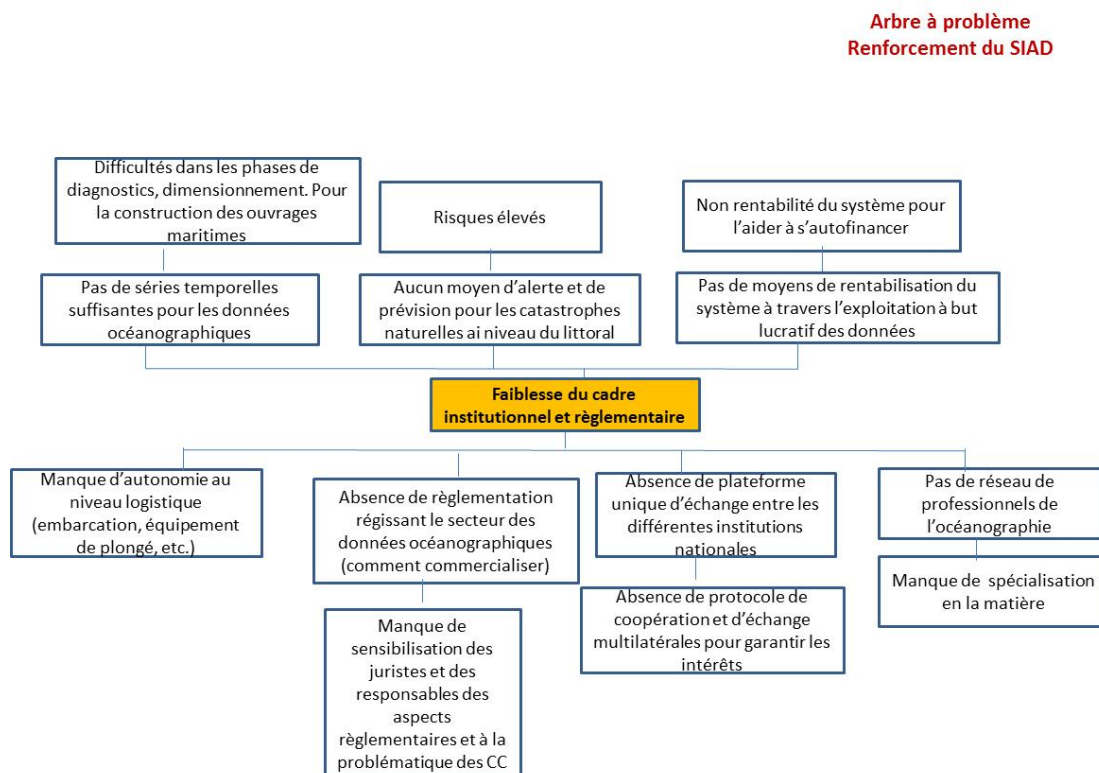 Arbre à problème
Renforcement du SIAD
Difficultés dans les phases de
diagnostics, dimensionnement. Pour
la construction des ouvrages
maritimes
Risques élevés
Non rentabilité du système pour
l'aider à s'autofinancer
Pas de séries temporelles
suffisantes pour les données
océanographiques
Aucun moyen d'alerte et de
prévision pour les catastrophes
naturelles ai niveau du littoral
Pas de moyens de rentabilisation du
système à travers l'exploitation à but
lucratif des données
Faiblesse du cadre
institutionnel et règlementaire
Manque d'autonomie au
niveau logistique
(embarcation, équipement
de plongé, etc.)
Absence de règlementation
régissant le secteur des
données océanographiques
(comment commercialiser)
Absence de plateforme
unique d'échange entre les
différentes institutions
nationales
Pas de réseau de
professionnels de
l'océanographie
Manque de
sensibilisation des
juristes et des
responsables des
aspects
règlementaires et à la
problématique des CC
Absence de protocole de
coopération et d'échange
multilatérales pour garantir les
intérêts
Manque de spécialisation
en la matière